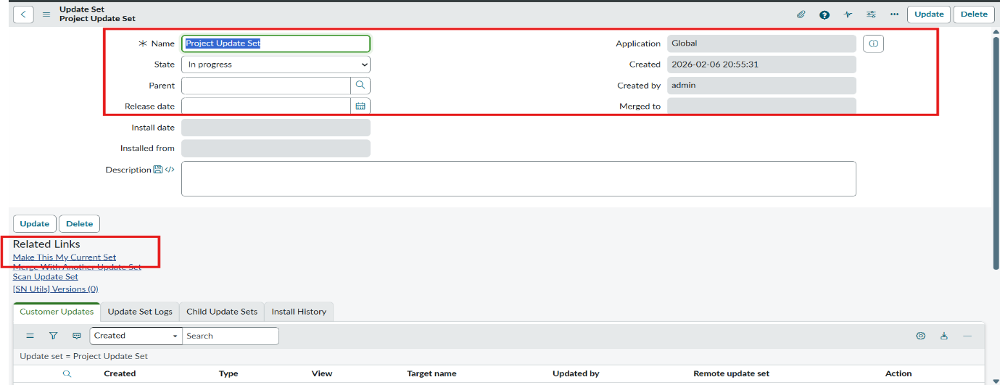 Update Set
Project Update Set
Update Delete
Name Project Update Set Application Global
State In progress Created 2026-02-06 20:55:31
Parent Created by admin
Release date Merged to
Install date
Installed from
Description </>
Update Delete
Related Links
Make This My Current Set
Merge With Another Update Set
Scan Update Set
[SN Utils] Versions (0)
Customer Updates Update Set Logs Child Update Sets Install History
Created Search
Update set = Project Update Set
Created Type View Target name Updated by Remote update set Action